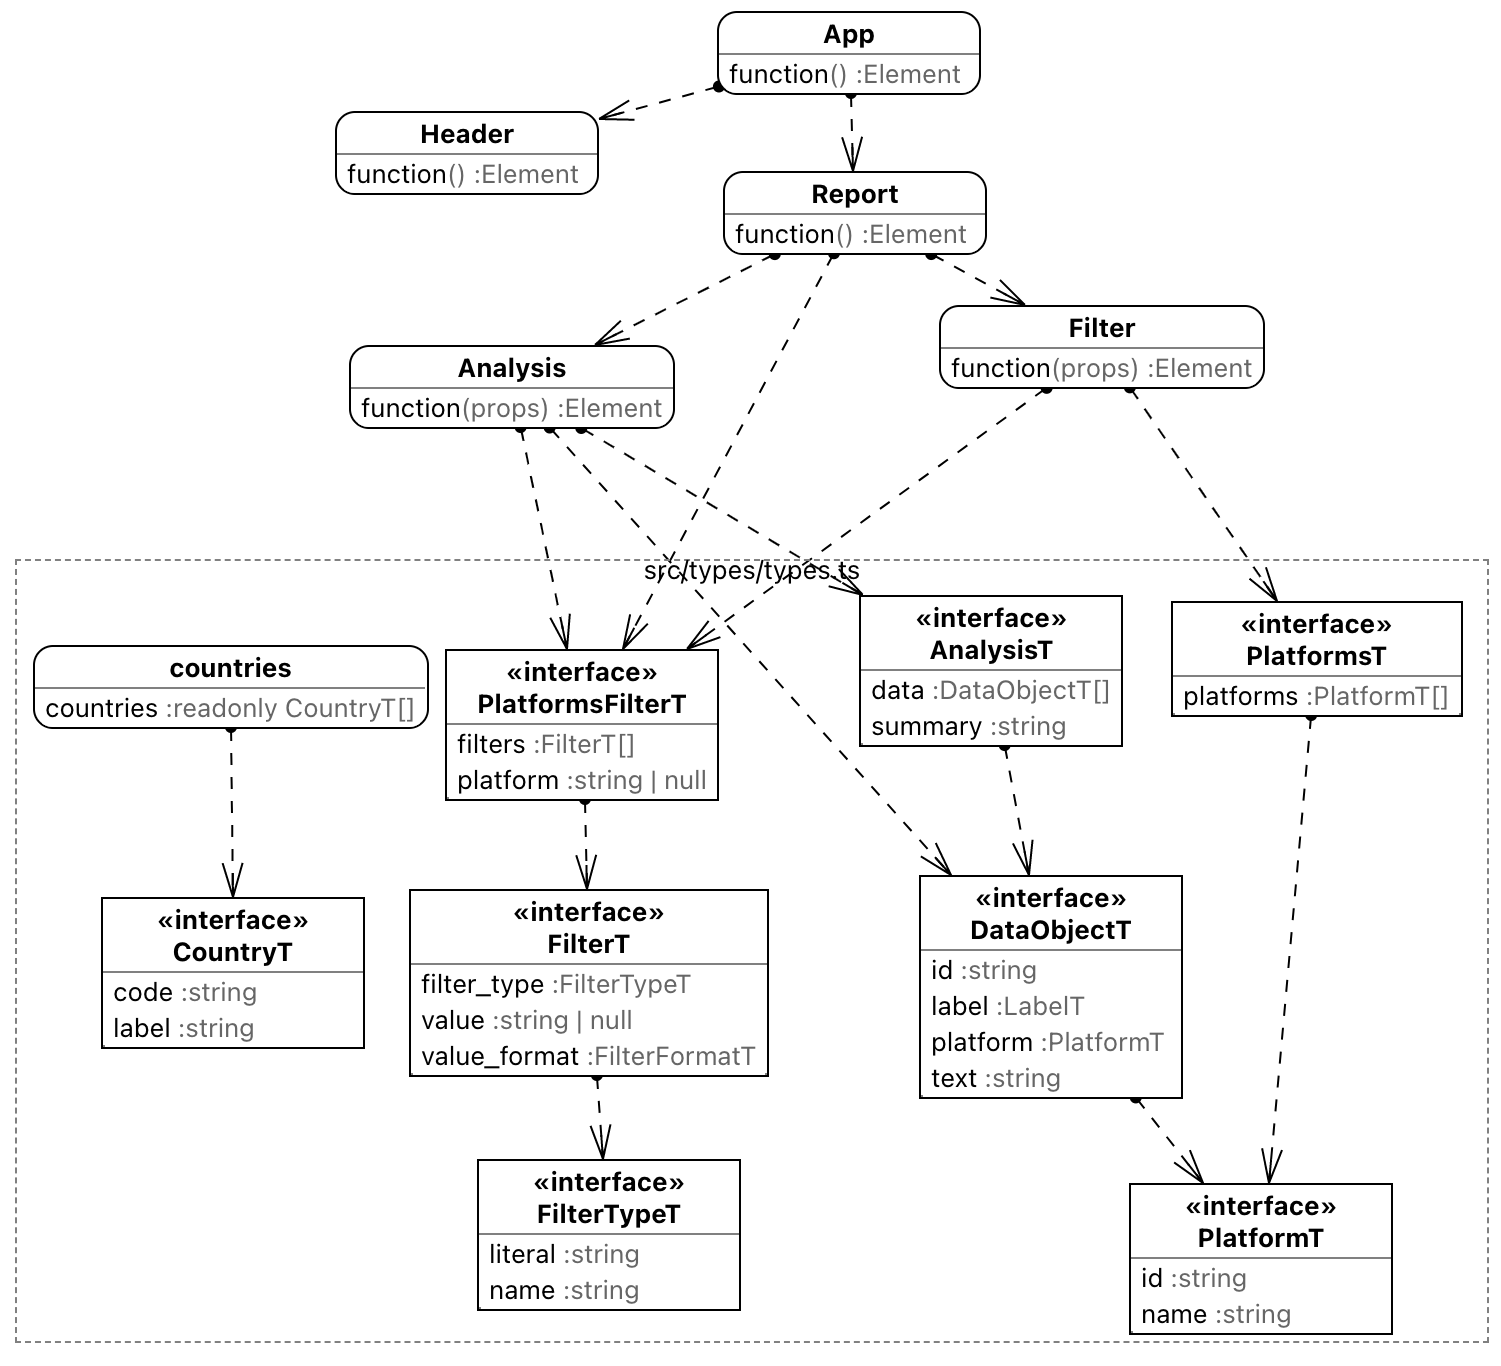 App
function() :Element
Header
function() :Element
Report
function() :Element
Filter
function(props) :Element
Analysis
function(props) :Element
src/types/types.ts
countries
countries :readonly CountryT[]
«interface»
PlatformsFilterT
filters :FilterT[]
platform :string | null
«interface»
AnalysisT
data :DataObjectT[]
summary :string
«interface»
PlatformsT
platforms :PlatformT[]
«interface»
CountryT
code :string
label :string
«interface»
FilterT
filter_type :FilterTypeT
value :string | null
value_format :FilterFormatT
«interface»
DataObjectT
id :string
label :LabelT
platform :PlatformT
text :string
«interface»
FilterTypeT
literal :string
name :string
«interface»
PlatformT
id :string
name :string